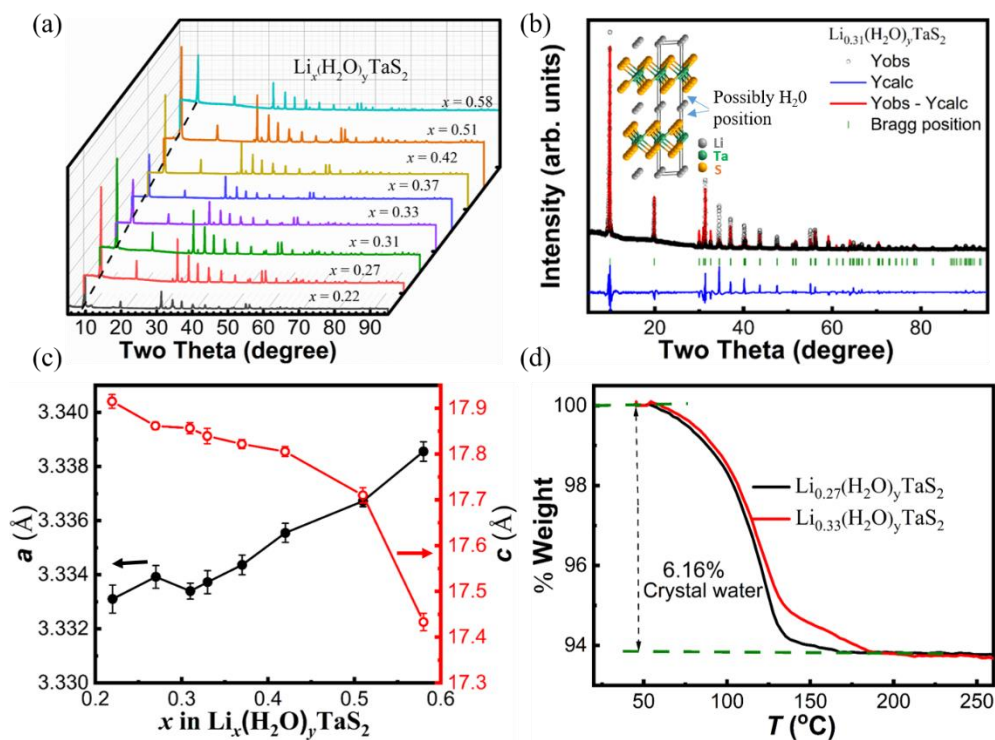 (a)
Liₓ(H₂O)ᵧTaS₂
x = 0.58
x = 0.51
x = 0.42
x = 0.37
x = 0.33
x = 0.31
x = 0.27
x = 0.22
10 20 30 40 50 60 70 80 90
Two Theta (degree)
(b)
Intensity (arb. units)
Li₀.₃₁(H₂O)ᵧTaS₂
Yobs
Ycalc
Yobs - Ycalc
Bragg position
Possibly H₂0
position
Li
Ta
S
20 40 60 80
Two Theta (degree)
(c)
a (Å)
3.340
3.338
3.336
3.334
3.332
3.330
17.9
17.8
17.7
17.6
17.5
17.4
17.3
c (Å)
0.2 0.3 0.4 0.5 0.6
x in Liₓ(H₂O)ᵧTaS₂
(d)
% Weight
100
98
96
94
Li₀.₂₇(H₂O)ᵧTaS₂
Li₀.₃₃(H₂O)ᵧTaS₂
6.16%
Crystal water
50 100 150 200 250
T (°C)